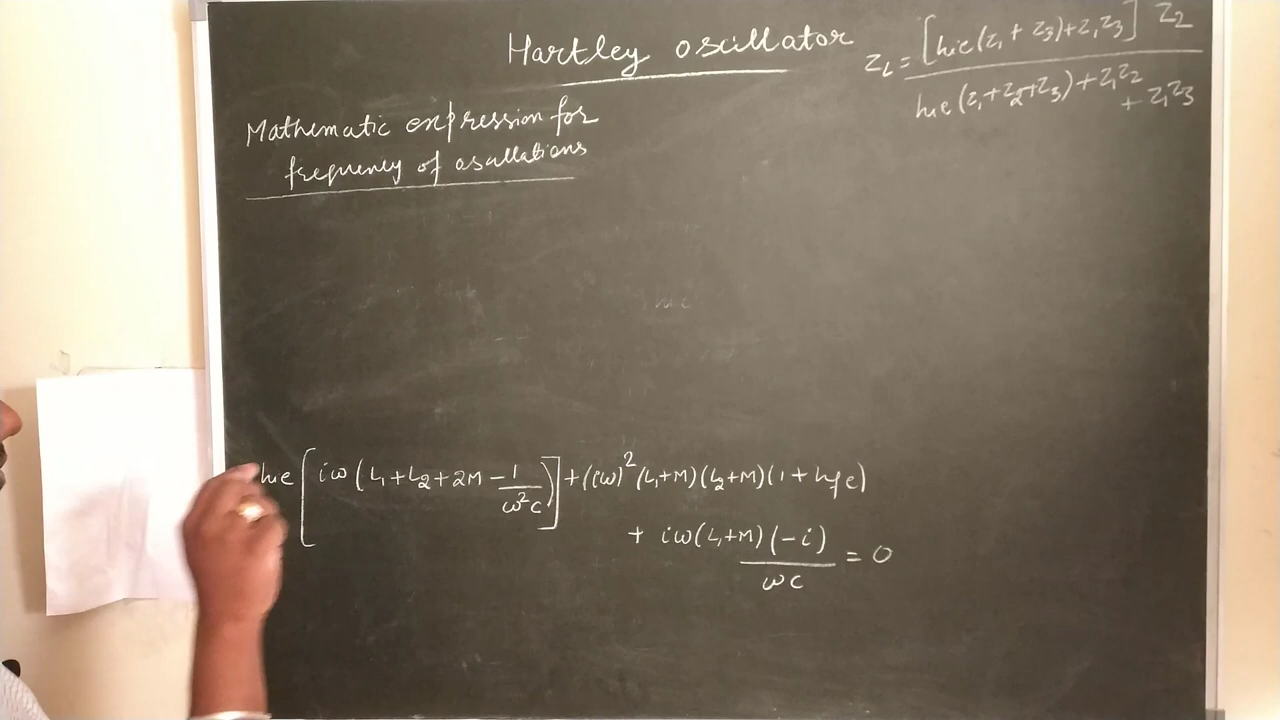 Hartley oscillator
Z_L = [hie(z₁ + z₃) + z₁z₃] Z₂ / hie(z₁+z₂+z₃) + z₁z₂ + z₁z₃
Mathematic expression for
frequency of oscillations
hie [iω(L₁+L₂+2M - 1/ω²C)] + (iω)²(L₁+M)(L₂+M)(1 + hfe)
+ iω(L₁+M)(-i)/ωC = 0